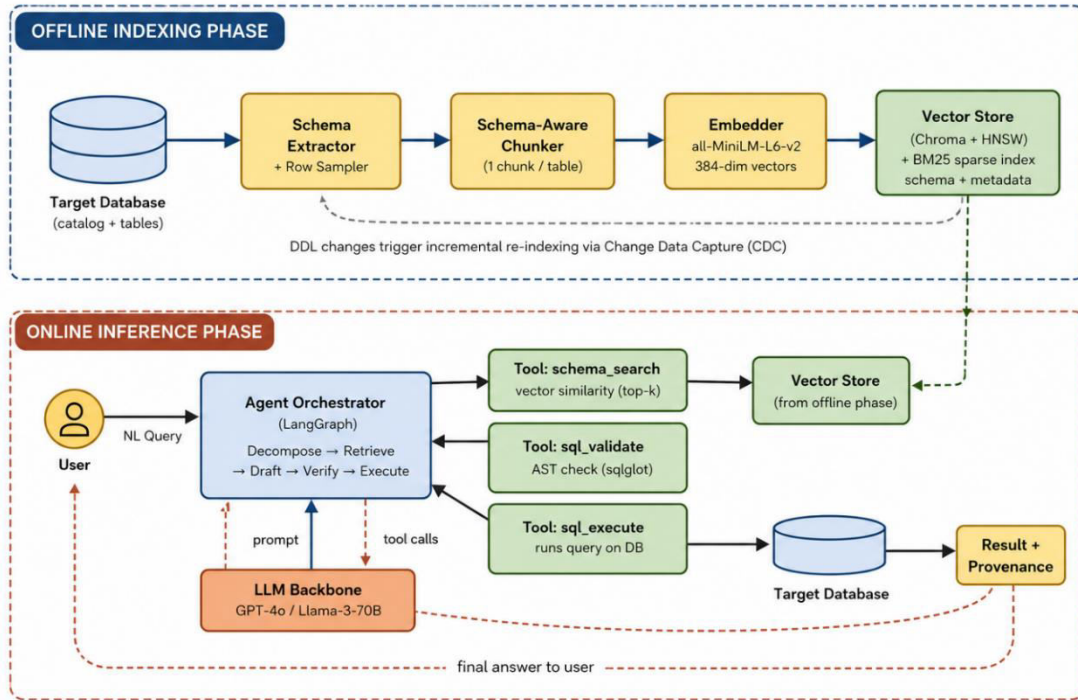 OFFLINE INDEXING PHASE
Target Database
(catalog + tables)
Schema
Extractor
+ Row Sampler
Schema-Aware
Chunker
(1 chunk / table)
Embedder
all-MiniLM-L6-v2
384-dim vectors
Vector Store
(Chroma + HNSW)
+ BM25 sparse index
schema + metadata
DDL changes trigger incremental re-indexing via Change Data Capture (CDC)
ONLINE INFERENCE PHASE
User
NL Query
Agent Orchestrator
(LangGraph)
Decompose → Retrieve
→ Draft → Verify → Execute
Tool: schema_search
vector similarity (top-k)
Vector Store
(from offline phase)
Tool: sql_validate
AST check (sqlglot)
Tool: sql_execute
runs query on DB
Target Database
Result +
Provenance
prompt
tool calls
LLM Backbone
GPT-4o / Llama-3-70B
final answer to user